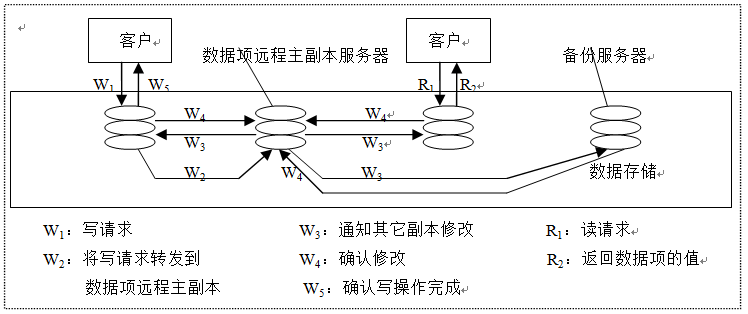 客户
数据项远程主副本服务器
客户
备份服务器
W1
W5
R1
R2
W4
W4
W3
W3
W2
W4
W3
数据存储
W1：写请求
W3：通知其它副本修改
R1：读请求
W2：将写请求转发到
W4：确认修改
R2：返回数据项的值
数据项远程主副本
W5：确认写操作完成